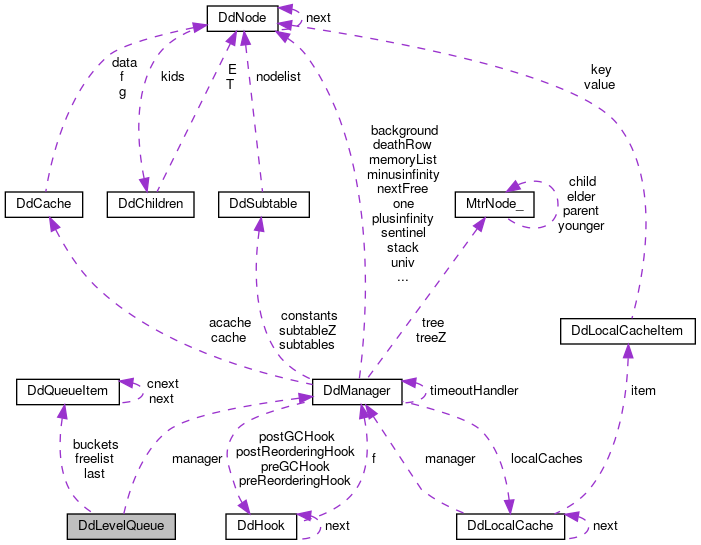 DdNode
next
data
f
g
kids
E
T
nodelist
key
value
background
deathRow
memoryList
minusinfinity
nextFree
one
plusinfinity
sentinel
stack
univ
...
child
elder
parent
younger
DdCache
DdChildren
DdSubtable
MtrNode_
acache
cache
constants
subtableZ
subtables
tree
treeZ
DdLocalCacheItem
DdQueueItem
cnext
next
DdManager
timeoutHandler
item
buckets
freelist
last
manager
postGCHook
postReorderingHook
preGCHook
preReorderingHook
f
manager
localCaches
DdLevelQueue
DdHook
next
DdLocalCache
next